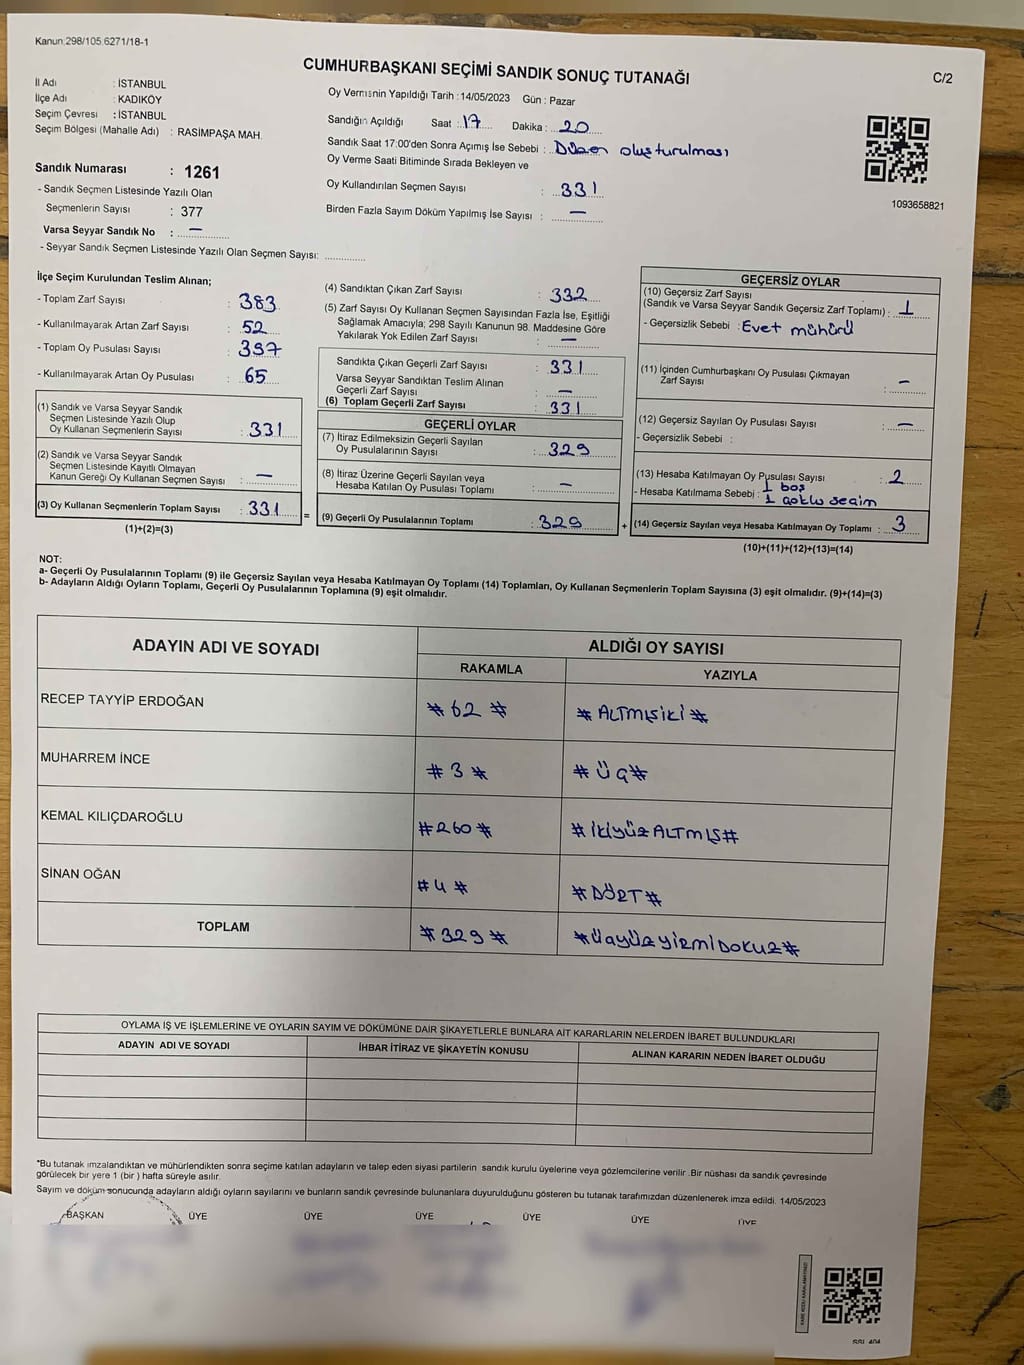 Kanun:298/105.6271/18-1
CUMHURBAŞKANI SEÇİMİ SANDIK SONUÇ TUTANAĞI
C/2
İl Adı : İSTANBUL
İlçe Adı : KADIKÖY
Seçim Çevresi : İSTANBUL
Seçim Bölgesi (Mahalle Adı) : RASİMPAŞA MAH.
Sandık Numarası : 1261
- Sandık Seçmen Listesinde Yazılı Olan
Seçmenlerin Sayısı : 377
Varsa Seyyar Sandık No : —
- Seyyar Sandık Seçmen Listesinde Yazılı Olan Seçmen Sayısı:
Oy Vermenin Yapıldığı Tarih : 14/05/2023 Gün : Pazar
Sandığın Açıldığı Saat : 17 Dakika : 20
Sandık Saat 17:00'den Sonra Açımış İse Sebebi : Düzen oluşturulması
Oy Verme Saati Bitiminde Sırada Bekleyen ve
Oy Kullandırılan Seçmen Sayısı : 331
Birden Fazla Sayım Döküm Yapılmış İse Sayısı : —
1093658821
İlçe Seçim Kurulundan Teslim Alınan;
- Toplam Zarf Sayısı : 383
- Kullanılmayarak Artan Zarf Sayısı : 52
- Toplam Oy Pusulası Sayısı : 397
- Kullanılmayarak Artan Oy Pusulası : 65
(1) Sandık ve Varsa Seyyar Sandık
Seçmen Listesinde Yazılı Olup
Oy Kullanan Seçmenlerin Sayısı : 331
(2) Sandık ve Varsa Seyyar Sandık
Seçmen Listesinde Kayıtlı Olmayan
Kanun Gereği Oy Kullanan Seçmen Sayısı : —
(3) Oy Kullanan Seçmenlerin Toplam Sayısı : 331 =
(1)+(2)=(3)
(4) Sandıktan Çıkan Zarf Sayısı : 332
(5) Zarf Sayısı Oy Kullanan Seçmen Sayısından Fazla İse, Eşitliği
Sağlamak Amacıyla; 298 Sayılı Kanunun 98. Maddesine Göre
Yakılarak Yok Edilen Zarf Sayısı : —
Sandıkta Çıkan Geçerli Zarf Sayısı : 331
Varsa Seyyar Sandıktan Teslim Alınan
Geçerli Zarf Sayısı : —
(6) Toplam Geçerli Zarf Sayısı : 331
GEÇERLİ OYLAR
(7) İtiraz Edilmeksizin Geçerli Sayılan
Oy Pusulalarının Sayısı : 329
(8) İtiraz Üzerine Geçerli Sayılan veya
Hesaba Katılan Oy Pusulası Toplamı : —
(9) Geçerli Oy Pusulalarının Toplamı : 329 +
GEÇERSİZ OYLAR
(10) Geçersiz Zarf Sayısı
(Sandık ve Varsa Seyyar Sandık Geçersiz Zarf Toplamı) : 1
- Geçersizlik Sebebi : Evet mühürü
(11) İçinden Cumhurbaşkanı Oy Pusulası Çıkmayan
Zarf Sayısı : —
(12) Geçersiz Sayılan Oy Pusulası Sayısı : —
- Geçersizlik Sebebi :
(13) Hesaba Katılmayan Oy Pusulası Sayısı : 2
- Hesaba Katılmama Sebebi : 1 boş
1 çoklu seçim
(14) Geçersiz Sayılan veya Hesaba Katılmayan Oy Toplamı : 3
(10)+(11)+(12)+(13)=(14)
NOT:
a- Geçerli Oy Pusulalarının Toplamı (9) ile Geçersiz Sayılan veya Hesaba Katılmayan Oy Toplamı (14) Toplamları, Oy Kullanan Seçmenlerin Toplam Sayısına (3) eşit olmalıdır. (9)+(14)=(3)
b- Adayların Aldığı Oyların Toplamı, Geçerli Oy Pusulalarının Toplamına (9) eşit olmalıdır.
ADAYIN ADI VE SOYADI
ALDIĞI OY SAYISI
RAKAMLA YAZIYLA
RECEP TAYYİP ERDOĞAN # 62 # # ALTMIŞİKİ #
MUHARREM İNCE # 3 # # ÜÇ #
KEMAL KILIÇDAROĞLU # 260 # # İKİYÜZALTMIŞ #
SİNAN OĞAN # 4 # # DÖRT #
TOPLAM # 329 # # ÜÇYÜZYİRMİDOKUZ #
OYLAMA İŞ VE İŞLEMLERİNE VE OYLARIN SAYIM VE DÖKÜMÜNE DAİR ŞİKAYETLERLE BUNLARA AİT KARARLARIN NELERDEN İBARET BULUNDUKLARI
ADAYIN ADI VE SOYADI İHBAR İTİRAZ VE ŞİKAYETİN KONUSU ALINAN KARARIN NEDEN İBARET OLDUĞU
*Bu tutanak imzalandıktan ve mühürlendikten sonra seçime katılan adayların ve talep eden siyasi partilerin sandık kurulu üyelerine veya gözlemcilerine verilir. Bir nüshası da sandık çevresinde
görülecek bir yere 1 (bir) hafta süreyle asılır.
Sayım ve döküm sonucunda adayların aldığı oyların sayılarını ve bunların sandık çevresinde bulunanlara duyurulduğunu gösteren bu tutanak tarafımızdan düzenlenerek imza edildi. 14/05/2023
BAŞKAN ÜYE ÜYE ÜYE ÜYE ÜYE ÜYE